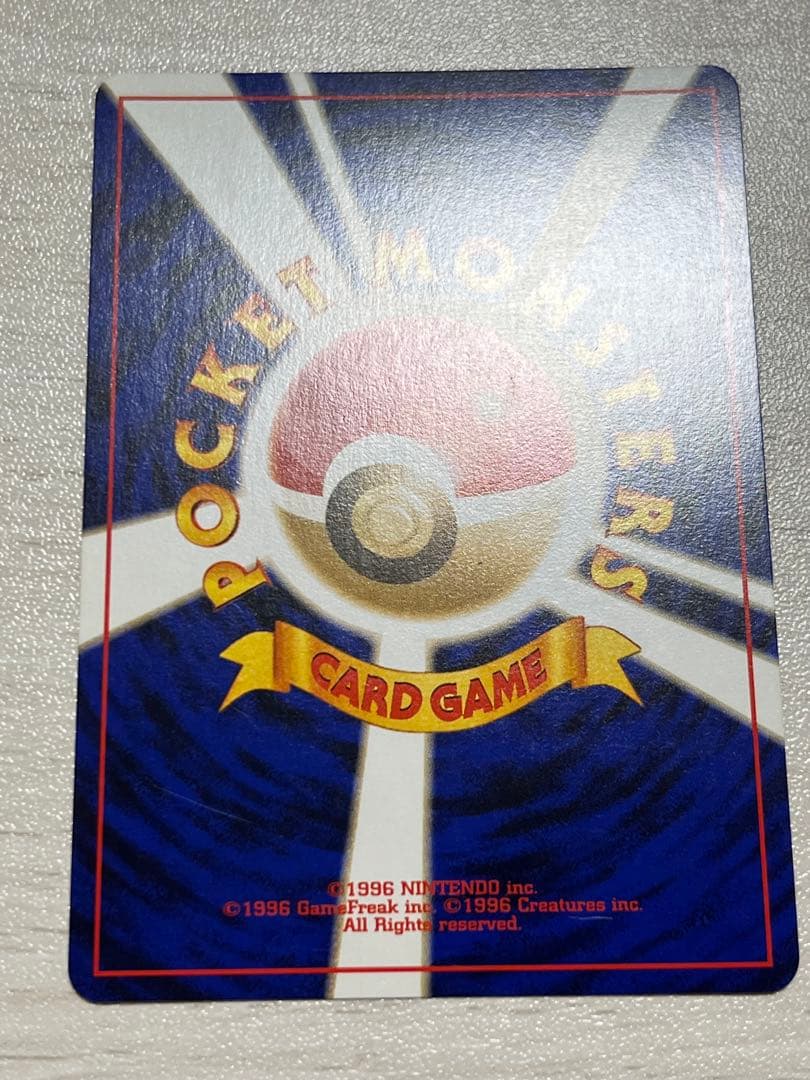 POCKET MONSTERS
CARD GAME
©1996 NINTENDO inc.
©1996 GameFreak inc. ©1996 Creatures inc.
All Rights reserved.